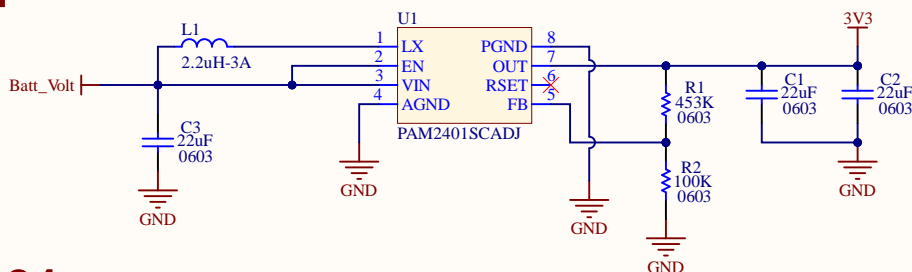 U1
3V3
L1
2.2uH-3A
1 LX PGND 8
2 EN OUT 7
3 VIN RSET 6
4 AGND FB 5
PAM2401SCADJ
Batt_Volt
C3
22uF
0603
R1
453K
0603
C1
22uF
0603
C2
22uF
0603
R2
100K
0603
GND
GND
GND
GND
GND